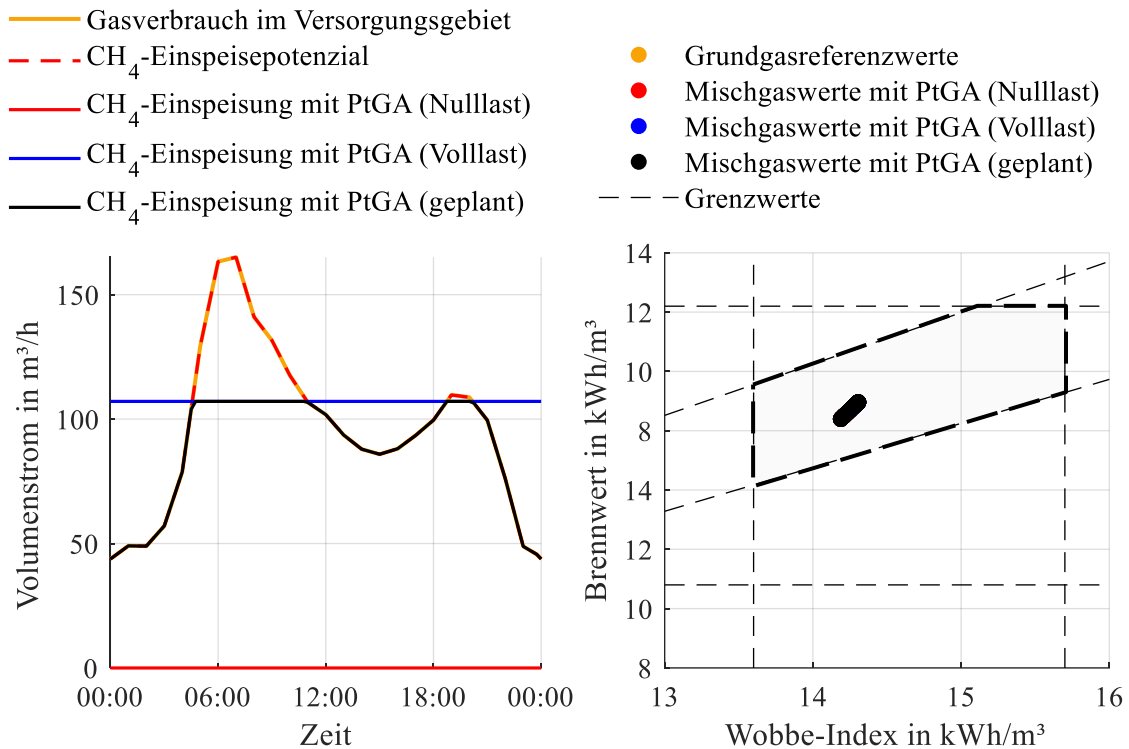 Gasverbrauch im Versorgungsgebiet
CH₄-Einspeisepotenzial
CH₄-Einspeisung mit PtGA (Nulllast)
CH₄-Einspeisung mit PtGA (Volllast)
CH₄-Einspeisung mit PtGA (geplant)
Volumenstrom in m³/h
150
100
50
0
00:00 06:00 12:00 18:00 00:00
Zeit
Grundgasreferenzwerte
Mischgaswerte mit PtGA (Nulllast)
Mischgaswerte mit PtGA (Volllast)
Mischgaswerte mit PtGA (geplant)
Grenzwerte
Brennwert in kWh/m³
14
12
10
8
14
10
8
13 14 15 16
Wobbe-Index in kWh/m³